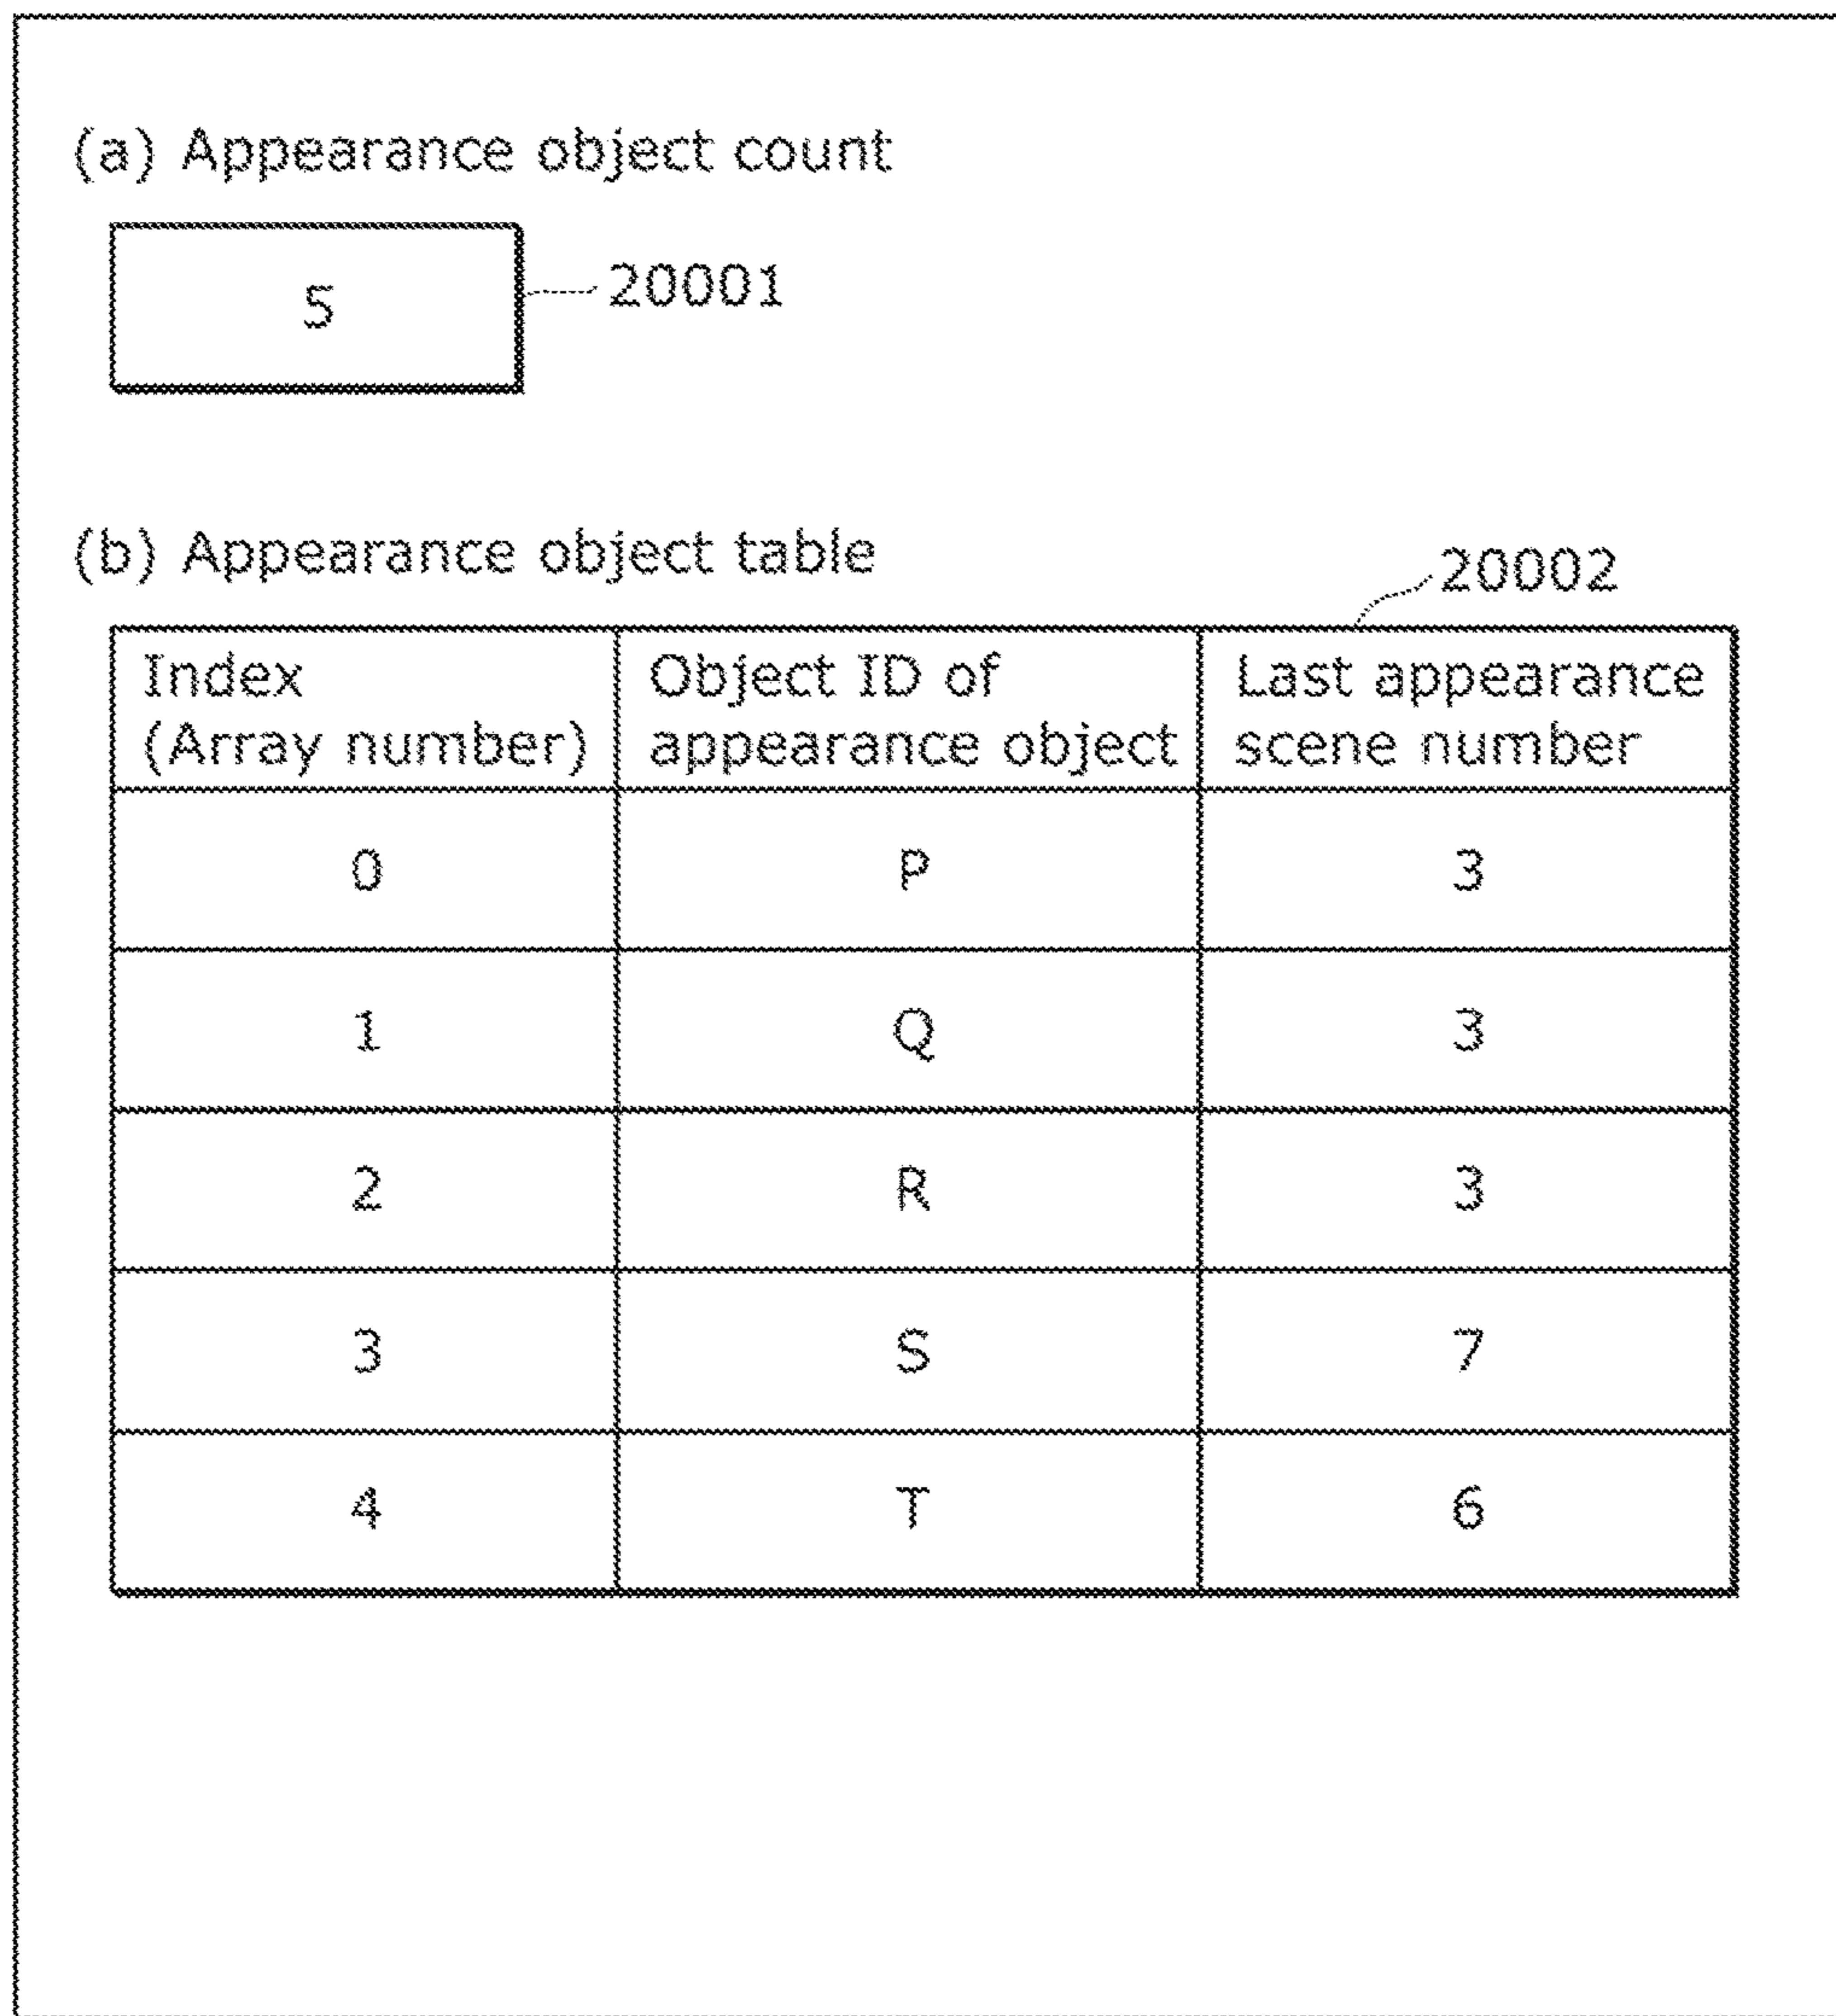 (a) Appearance object count
5
20001
(b) Appearance object table
20002
Index (Array number) Object ID of appearance object Last appearance scene number
0 P 3
1 Q 3
2 R 3
3 S 7
4 T 6